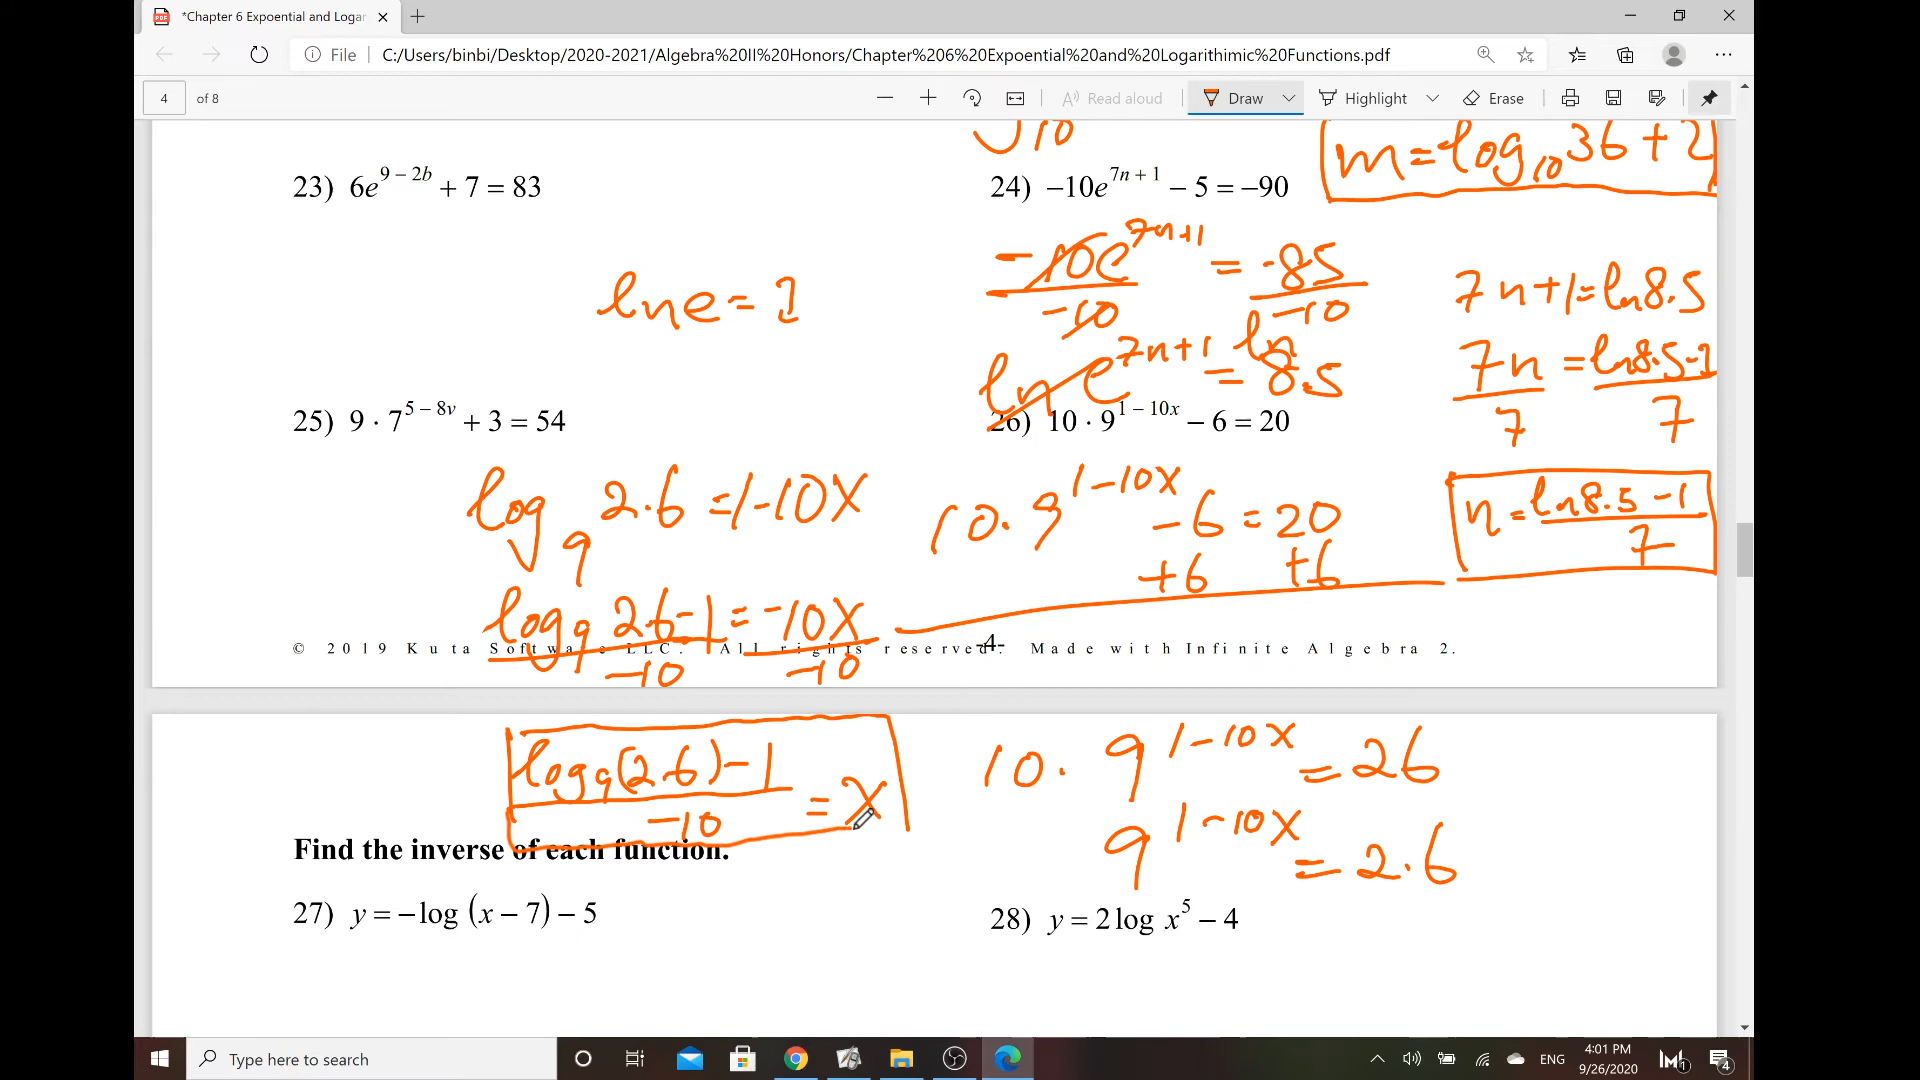 *Chapter 6 Expoential and Logar
File C:/Users/binbi/Desktop/2020-2021/Algebra%20II%20Honors/Chapter%206%20Expoential%20and%20Logarithimic%20Functions.pdf
4 of 8 Read aloud Draw Highlight Erase
m=log₁₀36+2
23) 6e^(9 − 2b) + 7 = 83
24) −10e^(7n + 1) − 5 = −90
-10e^(7n+1) = -85
-10 -10
ln e = 1
7n+1=ln8.5
ln e^(7n+1) = ln 8.5
7n = ln8.5-1
7 7
25) 9 · 7^(5 − 8v) + 3 = 54
26) 10 · 9^(1 − 10x) − 6 = 20
log₉ 2.6 = 1-10x
10. 9^(1-10x) - 6 = 20
+6 +6
n = ln8.5 - 1
7
log₉ 2.6-1 = -10x
-10 -10
© 2019 Kuta Software LLC. All rights reserved. Made with Infinite Algebra 2.
-4-
log₉(2.6)-1
-10 = x
10. 9^(1-10x) = 26
9^(1-10x) = 2.6
Find the inverse of each function.
27) y = −log (x − 7) − 5
28) y = 2log x^5 − 4
Type here to search
ENG
4:01 PM
9/26/2020
4